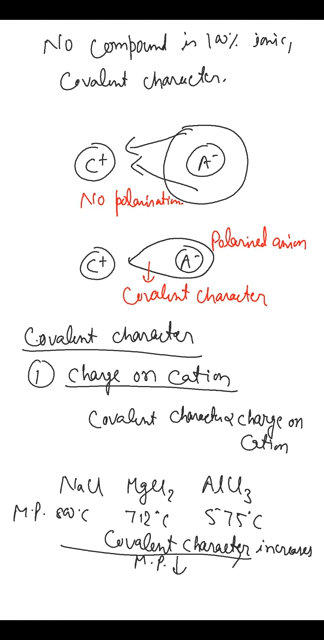 No compound is 100% ionic,
Covalent character.
C+ A-
No polarisation.
Polarised anion
C+ A-
Covalent character
Covalent character
① Charge on Cation
Covalent character ∝ charge on
Cation
NaCl MgCl2 AlCl3
M.P. 800°C 712°C 575°C
Covalent character increases
M.P. ↓